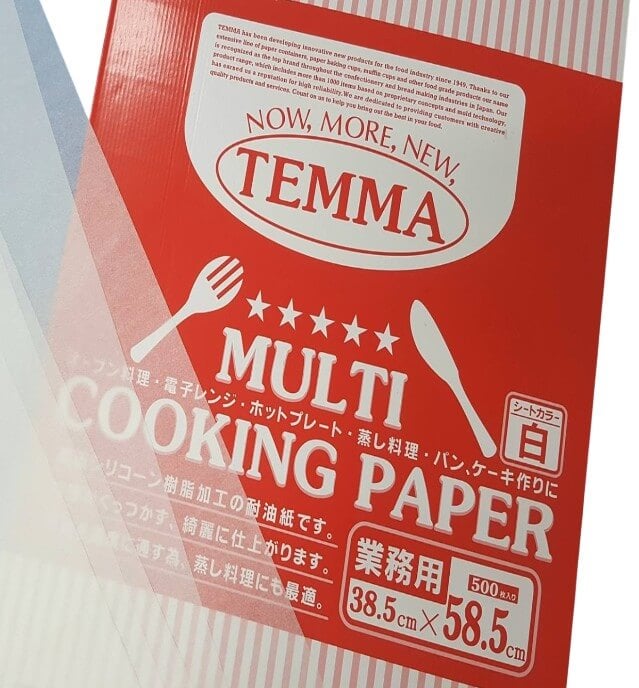 TEMMA has been developing innovative new products for the food industry since 1949. Thanks to our
extensive line of paper containers, paper baking cups, muffin cups and other food grade products our name
is recognized as the top brand throughout the confectionery and bread making industries in Japan. Our
product range, which includes more than 1000 items based on proprietary concepts and mold technology,
has earned us a reputation for high reliability. We are dedicated to providing customers with creative
quality products and services. Count on us to help you bring out the best in your food.
NOW, MORE, NEW,
TEMMA
MULTI
オーブン料理・電子レンジ・ホットプレート・蒸し料理・パン、ケーキ作りに
COOKING PAPER
シートカラー
白
シリコーン樹脂加工の耐油紙です。
くっつかず、綺麗に仕上がります。
に通す為、蒸し料理にも最適。
業務用
500枚入り
38.5cm×58.5cm